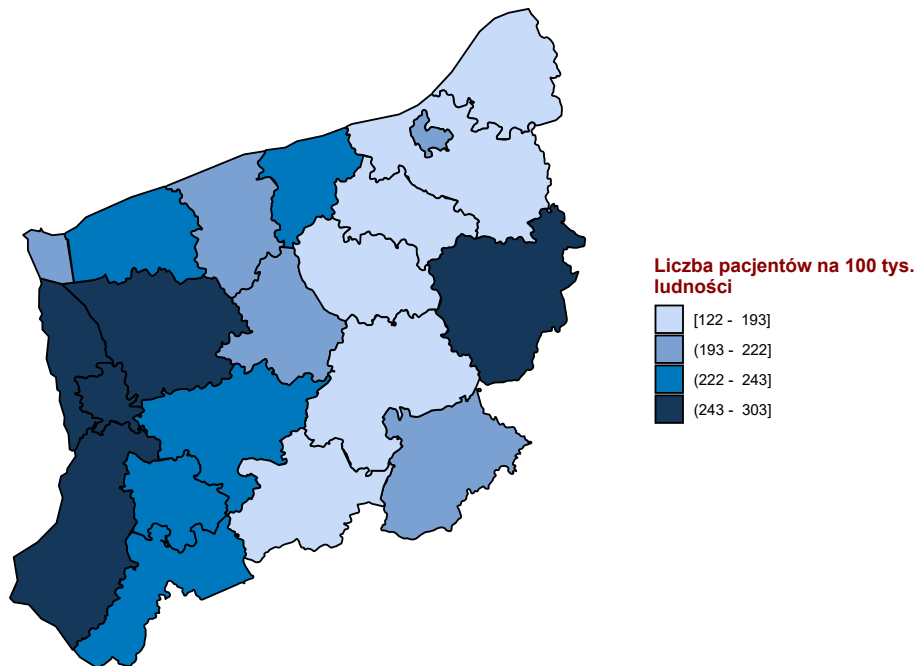 Liczba pacjentów na 100 tys.
ludności
[122 - 193]
(193 - 222]
(222 - 243]
(243 - 303]